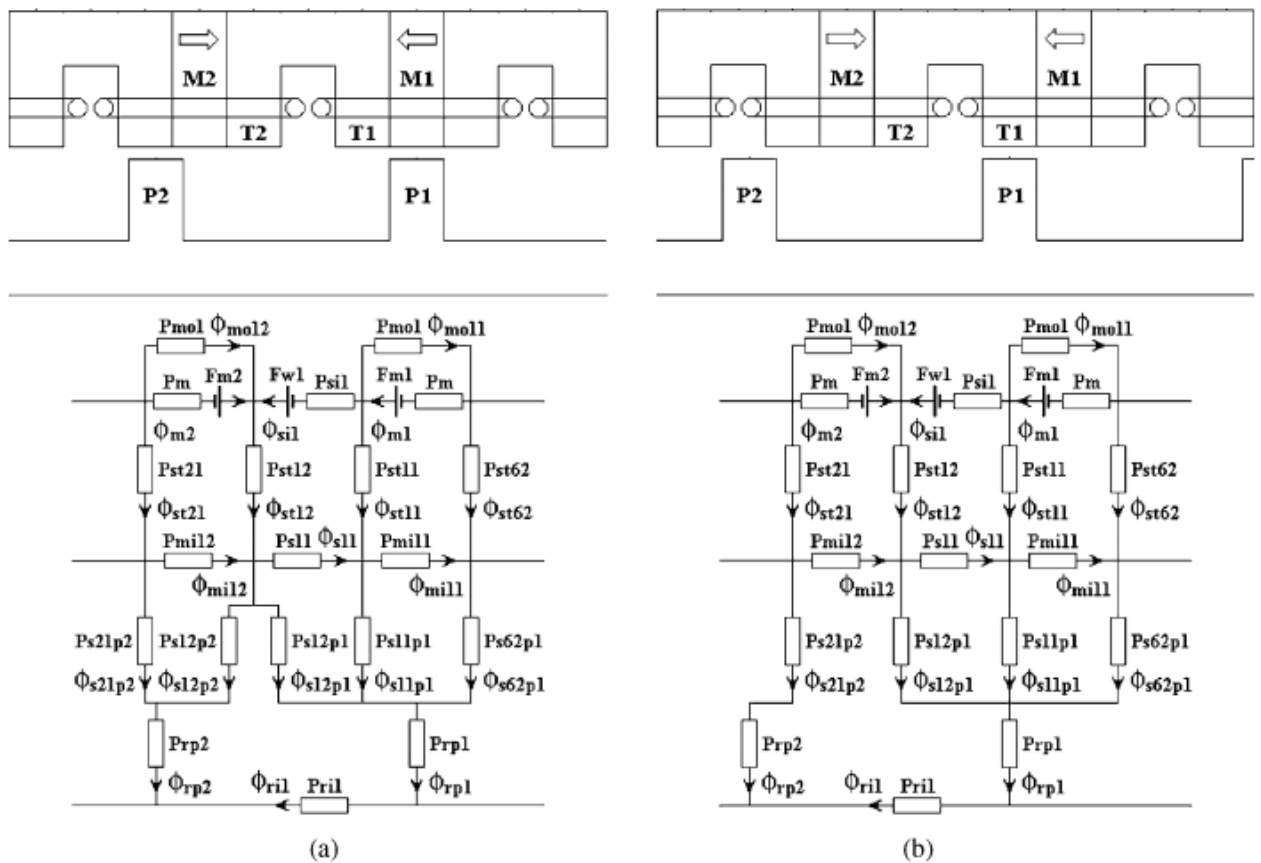 M2 M1 M2 M1
T2 T1 T2 T1
P2 P1 P2 P1
Pmol ϕmol2 Pmol ϕmol1 Pmol ϕmol2 Pmol ϕmol1
Pm Fm2 Fw1 Psi1 Fm1 Pm Pm Fm2 Fw1 Psi1 Fm1 Pm
ϕm2 ϕsi1 ϕm1 ϕm2 ϕsi1 ϕm1
Pst21 Pst12 Pst11 Pst62 Pst21 Pst12 Pst11 Pst62
ϕst21 ϕst12 ϕst11 ϕst62 ϕst21 ϕst12 ϕst11 ϕst62
Pmil2 Psl1 ϕsl1 Pmil1 Pmil2 Psl1 ϕsl1 Pmil1
ϕmil2 ϕmil1 ϕmil2 ϕmil1
Ps21p2 Ps12p2 Ps12p1 Ps11p1 Ps62p1 Ps21p2 Ps12p1 Ps11p1 Ps62p1
ϕs21p2 ϕs12p2 ϕs12p1 ϕs11p1 ϕs62p1 ϕs21p2 ϕs12p1 ϕs11p1 ϕs62p1
Prp2 Prp1 Prp2 Prp1
ϕrp2 ϕri1 Pri1 ϕrp1 ϕrp2 ϕri1 Pri1 ϕrp1
(a) (b)